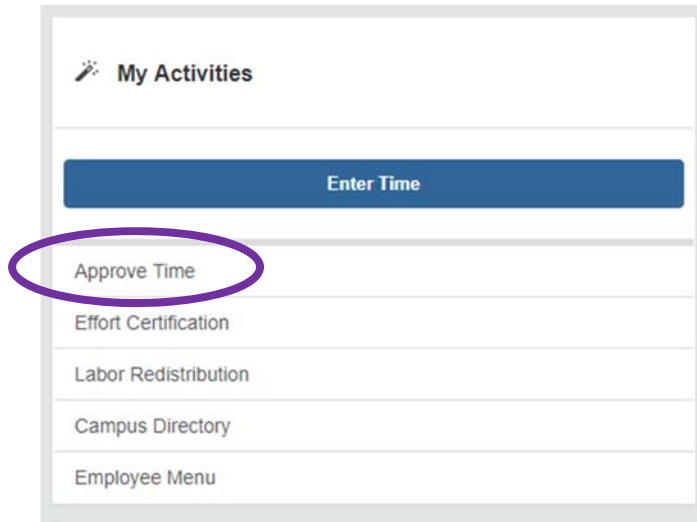 My Activities
Enter Time
Approve Time
Effort Certification
Labor Redistribution
Campus Directory
Employee Menu